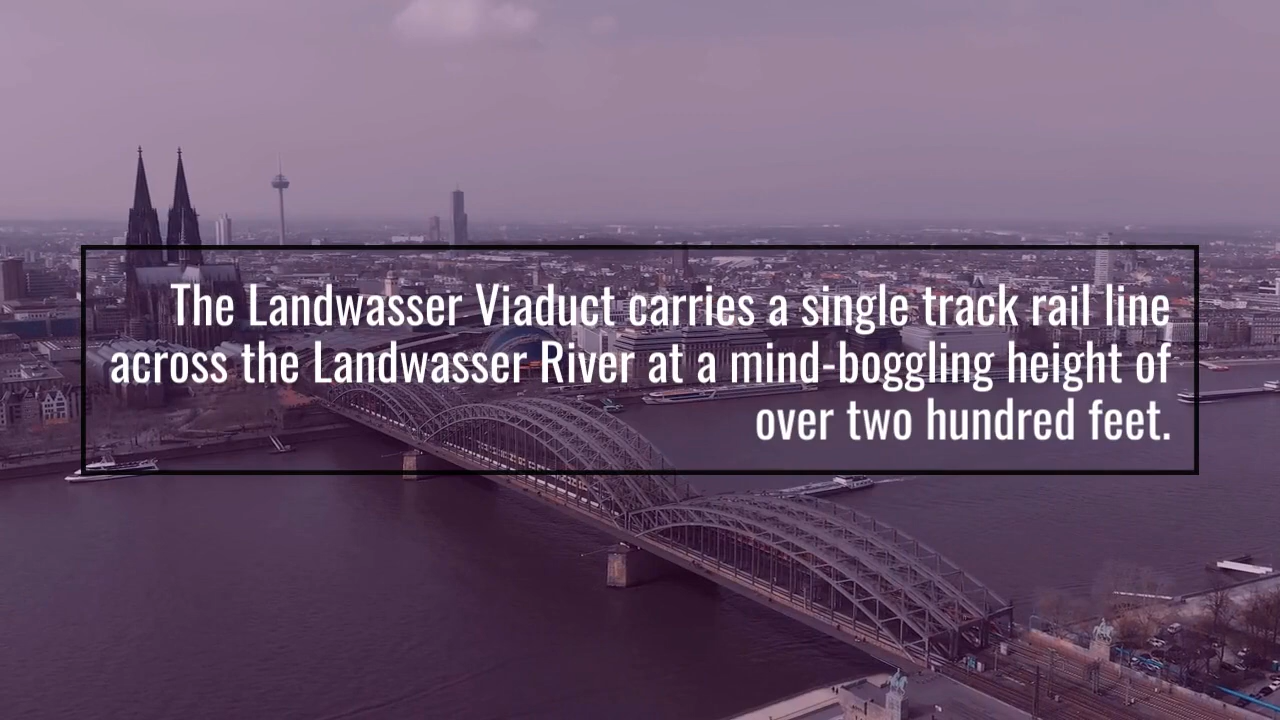 The Landwasser Viaduct carries a single track rail line
across the Landwasser River at a mind-boggling height of
over two hundred feet.